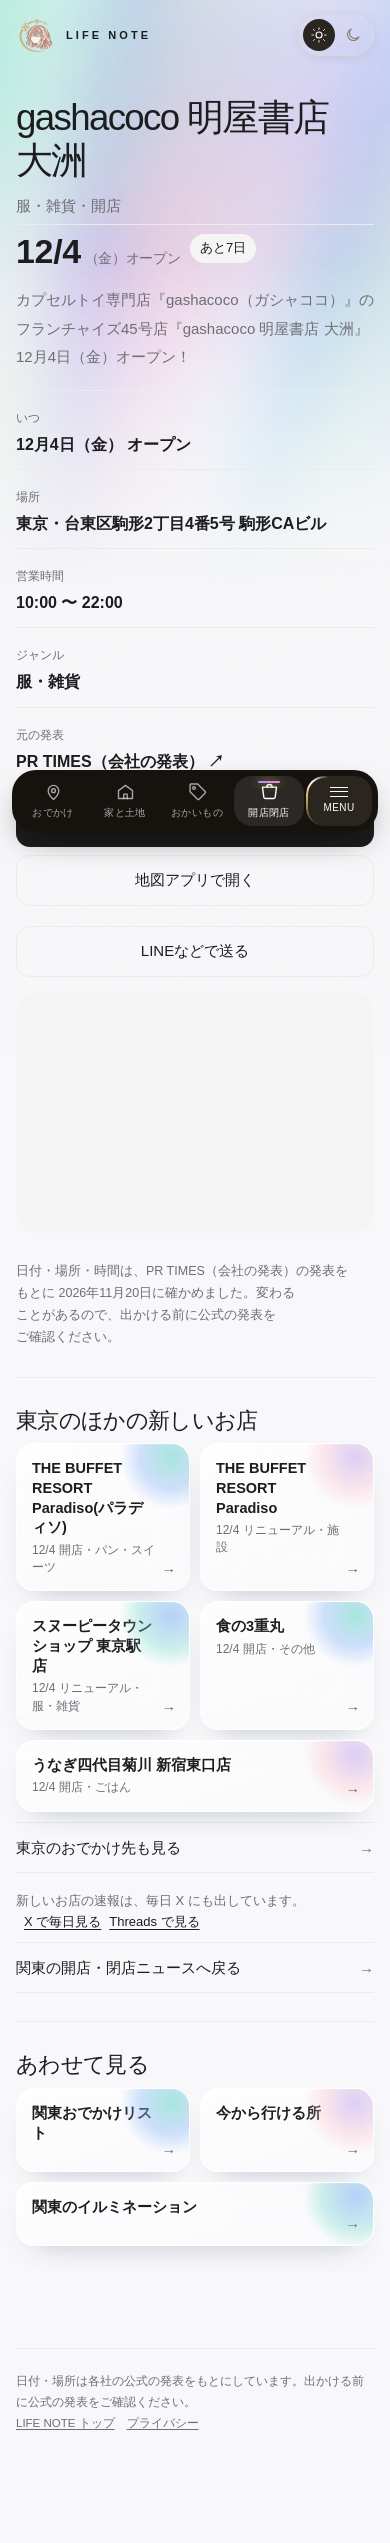 LIFE NOTE
gashacoco 明屋書店
大洲
服・雑貨・開店
12/4 （金）オープン あと7日
カプセルトイ専門店『gashacoco（ガシャココ）』の
フランチャイズ45号店『gashacoco 明屋書店 大洲』
12月4日（金）オープン！
いつ
12月4日（金） オープン
場所
東京・台東区駒形2丁目4番5号 駒形CAビル
営業時間
10:00 〜 22:00
ジャンル
服・雑貨
元の発表
PR TIMES（会社の発表） ↗
おでかけ 家と土地 おかいもの 開店閉店 MENU
地図アプリで開く
LINEなどで送る
日付・場所・時間は、PR TIMES（会社の発表）の発表を
もとに 2026年11月20日に確かめました。変わる
ことがあるので、出かける前に公式の発表を
ご確認ください。
東京のほかの新しいお店
THE BUFFET
RESORT
Paradiso(パラデ
ィソ)
12/4 開店・パン・スイ
ーツ
→
THE BUFFET
RESORT
Paradiso
12/4 リニューアル・施
設
→
スヌーピータウン
ショップ 東京駅
店
12/4 リニューアル・
服・雑貨
→
食の3重丸
12/4 開店・その他
→
うなぎ四代目菊川 新宿東口店
12/4 開店・ごはん
→
東京のおでかけ先も見る →
新しいお店の速報は、毎日 X にも出しています。
X で毎日見る Threads で見る
関東の開店・閉店ニュースへ戻る →
あわせて見る
関東おでかけリス
ト
→
今から行ける所
→
関東のイルミネーション
→
日付・場所は各社の公式の発表をもとにしています。出かける前
に公式の発表をご確認ください。
LIFE NOTE トップ プライバシー